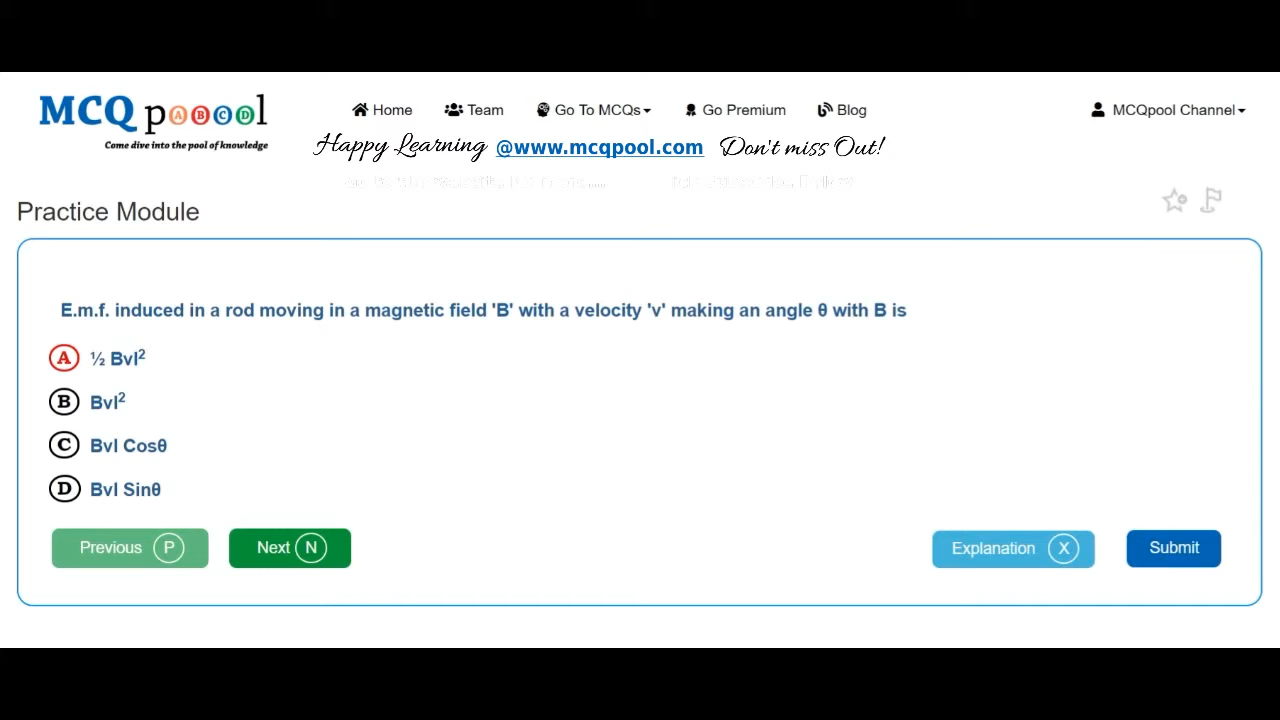 MCQ pABCDl
Come dive into the pool of knowledge
Home Team Go To MCQs Go Premium Blog MCQpool Channel
Happy Learning @www.mcqpool.com Don't miss Out!
Practice Module
E.m.f. induced in a rod moving in a magnetic field 'B' with a velocity 'v' making an angle θ with B is
A ½ Bvl²
B Bvl²
C Bvl Cosθ
D Bvl Sinθ
Previous P Next N Explanation X Submit